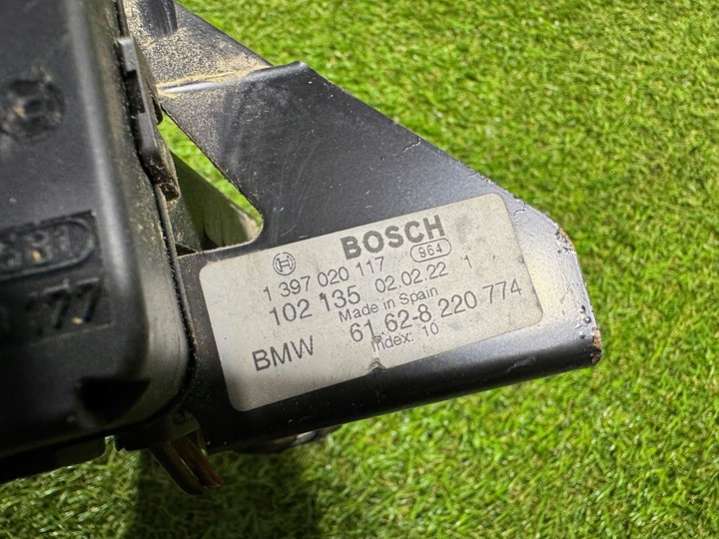 BOSCH
1 397 020 117 964
102 135 02.02.22 1
Made in Spain
BMW 61.62-8 220 774
Index: 10
177